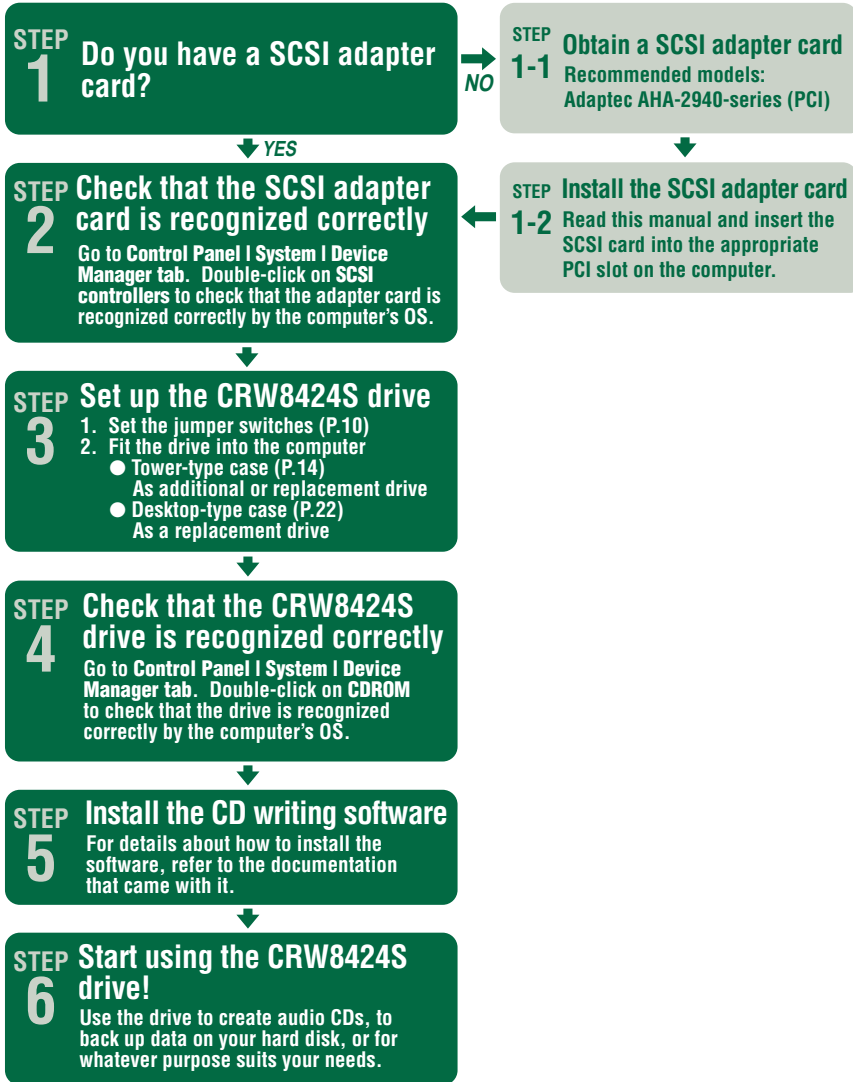 STEP
1
Do you have a SCSI adapter
card?
NO
STEP
1-1
Obtain a SCSI adapter card
Recommended models:
Adaptec AHA-2940-series (PCI)
YES
STEP
1-2
Install the SCSI adapter card
Read this manual and insert the
SCSI card into the appropriate
PCI slot on the computer.
STEP
2
Check that the SCSI adapter
card is recognized correctly
Go to Control Panel | System | Device
Manager tab. Double-click on SCSI
controllers to check that the adapter card is
recognized correctly by the computer's OS.
STEP
3
Set up the CRW8424S drive
1. Set the jumper switches (P.10)
2. Fit the drive into the computer
● Tower-type case (P.14)
As additional or replacement drive
● Desktop-type case (P.22)
As a replacement drive
STEP
4
Check that the CRW8424S
drive is recognized correctly
Go to Control Panel | System | Device
Manager tab. Double-click on CDROM
to check that the drive is recognized
correctly by the computer's OS.
STEP
5
Install the CD writing software
For details about how to install the
software, refer to the documentation
that came with it.
STEP
6
Start using the CRW8424S
drive!
Use the drive to create audio CDs, to
back up data on your hard disk, or for
whatever purpose suits your needs.